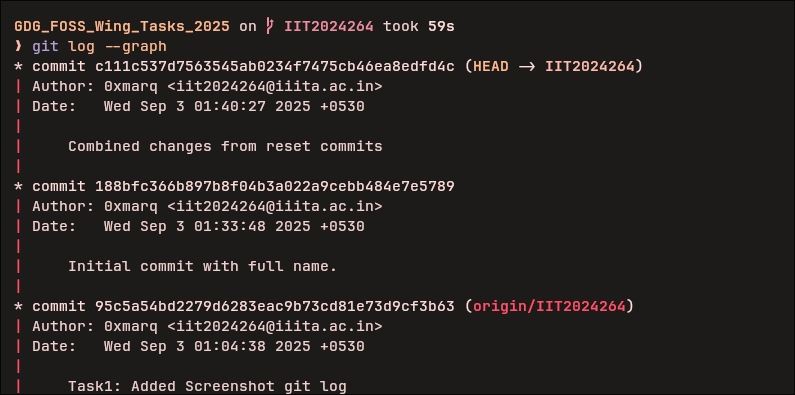 GDG_FOSS_Wing_Tasks_2025 on IIT2024264 took 59s
❯ git log --graph
* commit c111c537d7563545ab0234f7475cb46ea8edfd4c (HEAD -> IIT2024264)
| Author: 0xmarq <iit2024264@iiita.ac.in>
| Date:   Wed Sep 3 01:40:27 2025 +0530
|
|     Combined changes from reset commits
|
* commit 188bfc366b897b8f04b3a022a9cebb484e7e5789
| Author: 0xmarq <iit2024264@iiita.ac.in>
| Date:   Wed Sep 3 01:33:48 2025 +0530
|
|     Initial commit with full name.
|
* commit 95c5a54bd2279d6283eac9b73cd81e73d9cf3b63 (origin/IIT2024264)
| Author: 0xmarq <iit2024264@iiita.ac.in>
| Date:   Wed Sep 3 01:04:38 2025 +0530
|
|     Task1: Added Screenshot git log